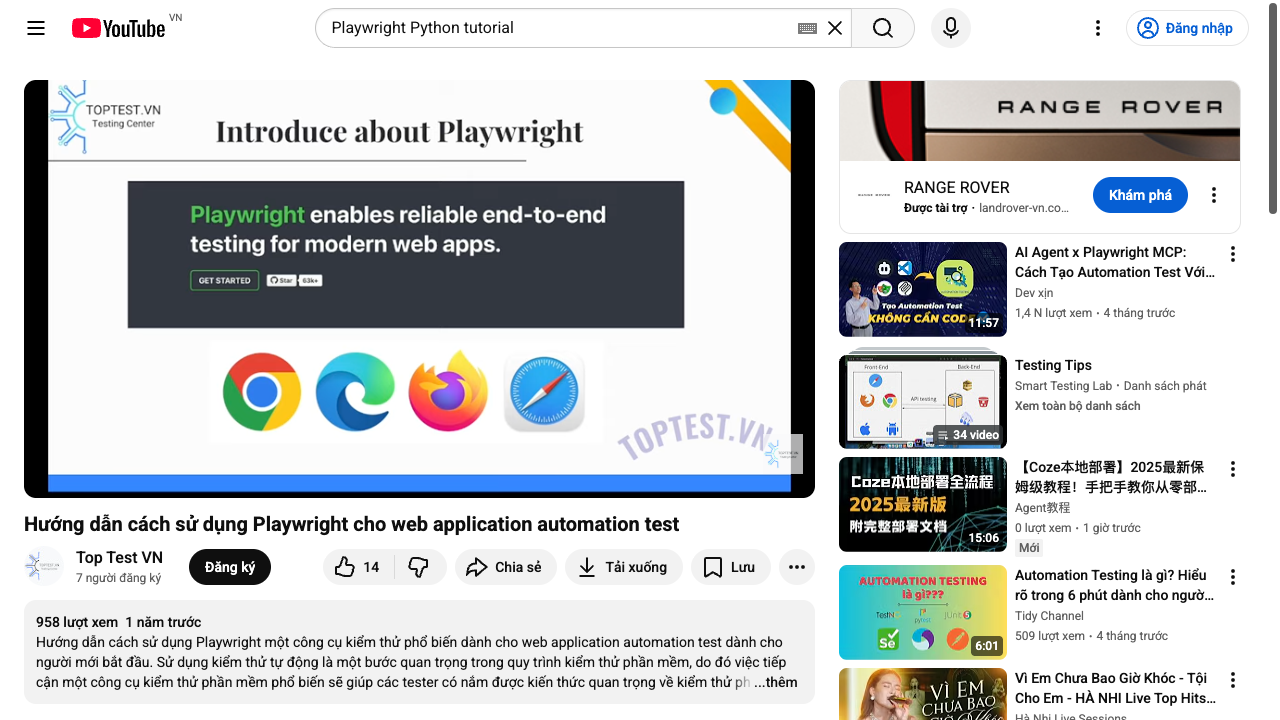 YouTube VN
Playwright Python tutorial
Đăng nhập
TOPTEST.VN
Testing Center
Introduce about Playwright
Playwright enables reliable end-to-end
testing for modern web apps.
GET STARTED
Star 63k+
TOPTEST.VN
Hướng dẫn cách sử dụng Playwright cho web application automation test
Top Test VN
7 người đăng ký
Đăng ký
14
Chia sẻ
Tải xuống
Lưu
958 lượt xem 1 năm trước
Hướng dẫn cách sử dụng Playwright một công cụ kiểm thử phổ biến dành cho web application automation test dành cho
người mới bắt đầu. Sử dụng kiểm thử tự động là một bước quan trọng trong quy trình kiểm thử phần mềm, do đó việc tiếp
cận một công cụ kiểm thử phần mềm phổ biến sẽ giúp các tester có nắm được kiến thức quan trọng về kiểm thử ph ...thêm
RANGE ROVER
RANGE ROVER
RANGE ROVER
Được tài trợ · landrover-vn.co...
Khám phá
Tạo Automation Test
KHÔNG CẦN CODE
11:57
AI Agent x Playwright MCP:
Cách Tạo Automation Test Với...
Dev xịn
1,4 N lượt xem · 4 tháng trước
Front-End
Back-End
API testing
34 video
Testing Tips
Smart Testing Lab · Danh sách phát
Xem toàn bộ danh sách
Coze本地部署全流程
2025最新版
附完整部署文档
15:06
【Coze本地部署】2025最新保
姆级教程！手把手教你从零部...
Agent教程
0 lượt xem · 1 giờ trước
Mới
AUTOMATION TESTING
là gì???
TestNG
pytest
JUnit 5
Se
6:01
Automation Testing là gì? Hiểu
rõ trong 6 phút dành cho ngườ...
Tidy Channel
509 lượt xem · 4 tháng trước
VÌ EM
CHƯA BAO
GIỜ KHÓC
Vì Em Chưa Bao Giờ Khóc - Tội
Cho Em - HÀ NHI Live Top Hits...
Hà Nhi Live Sessions